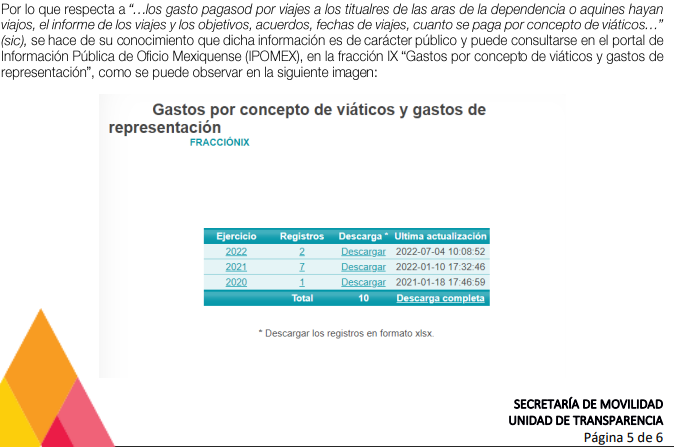 Por lo que respecta a “…los gasto pagasod por viajes a los titualres de las aras de la dependencia o aquines hayan
viajos, el informe de los viajes y los objetivos, acuerdos, fechas de viajes, cuanto se paga por concepto de viáticos…”
(sic), se hace de su conocimiento que dicha información es de carácter público y puede consultarse en el portal de
Información Pública de Oficio Mexiquense (IPOMEX), en la fracción IX “Gastos por concepto de viáticos y gastos de
representación”, como se puede observar en la siguiente imagen:
Gastos por concepto de viáticos y gastos de
representación
FRACCIÓNIX
Ejercicio Registros Descarga * Ultima actualización
2022 2 Descargar 2022-07-04 10:08:52
2021 7 Descargar 2022-01-10 17:32:46
2020 1 Descargar 2021-01-18 17:46:59
Total 10 Descarga completa
* Descargar los registros en formato xlsx.
SECRETARÍA DE MOVILIDAD
UNIDAD DE TRANSPARENCIA
Página 5 de 6